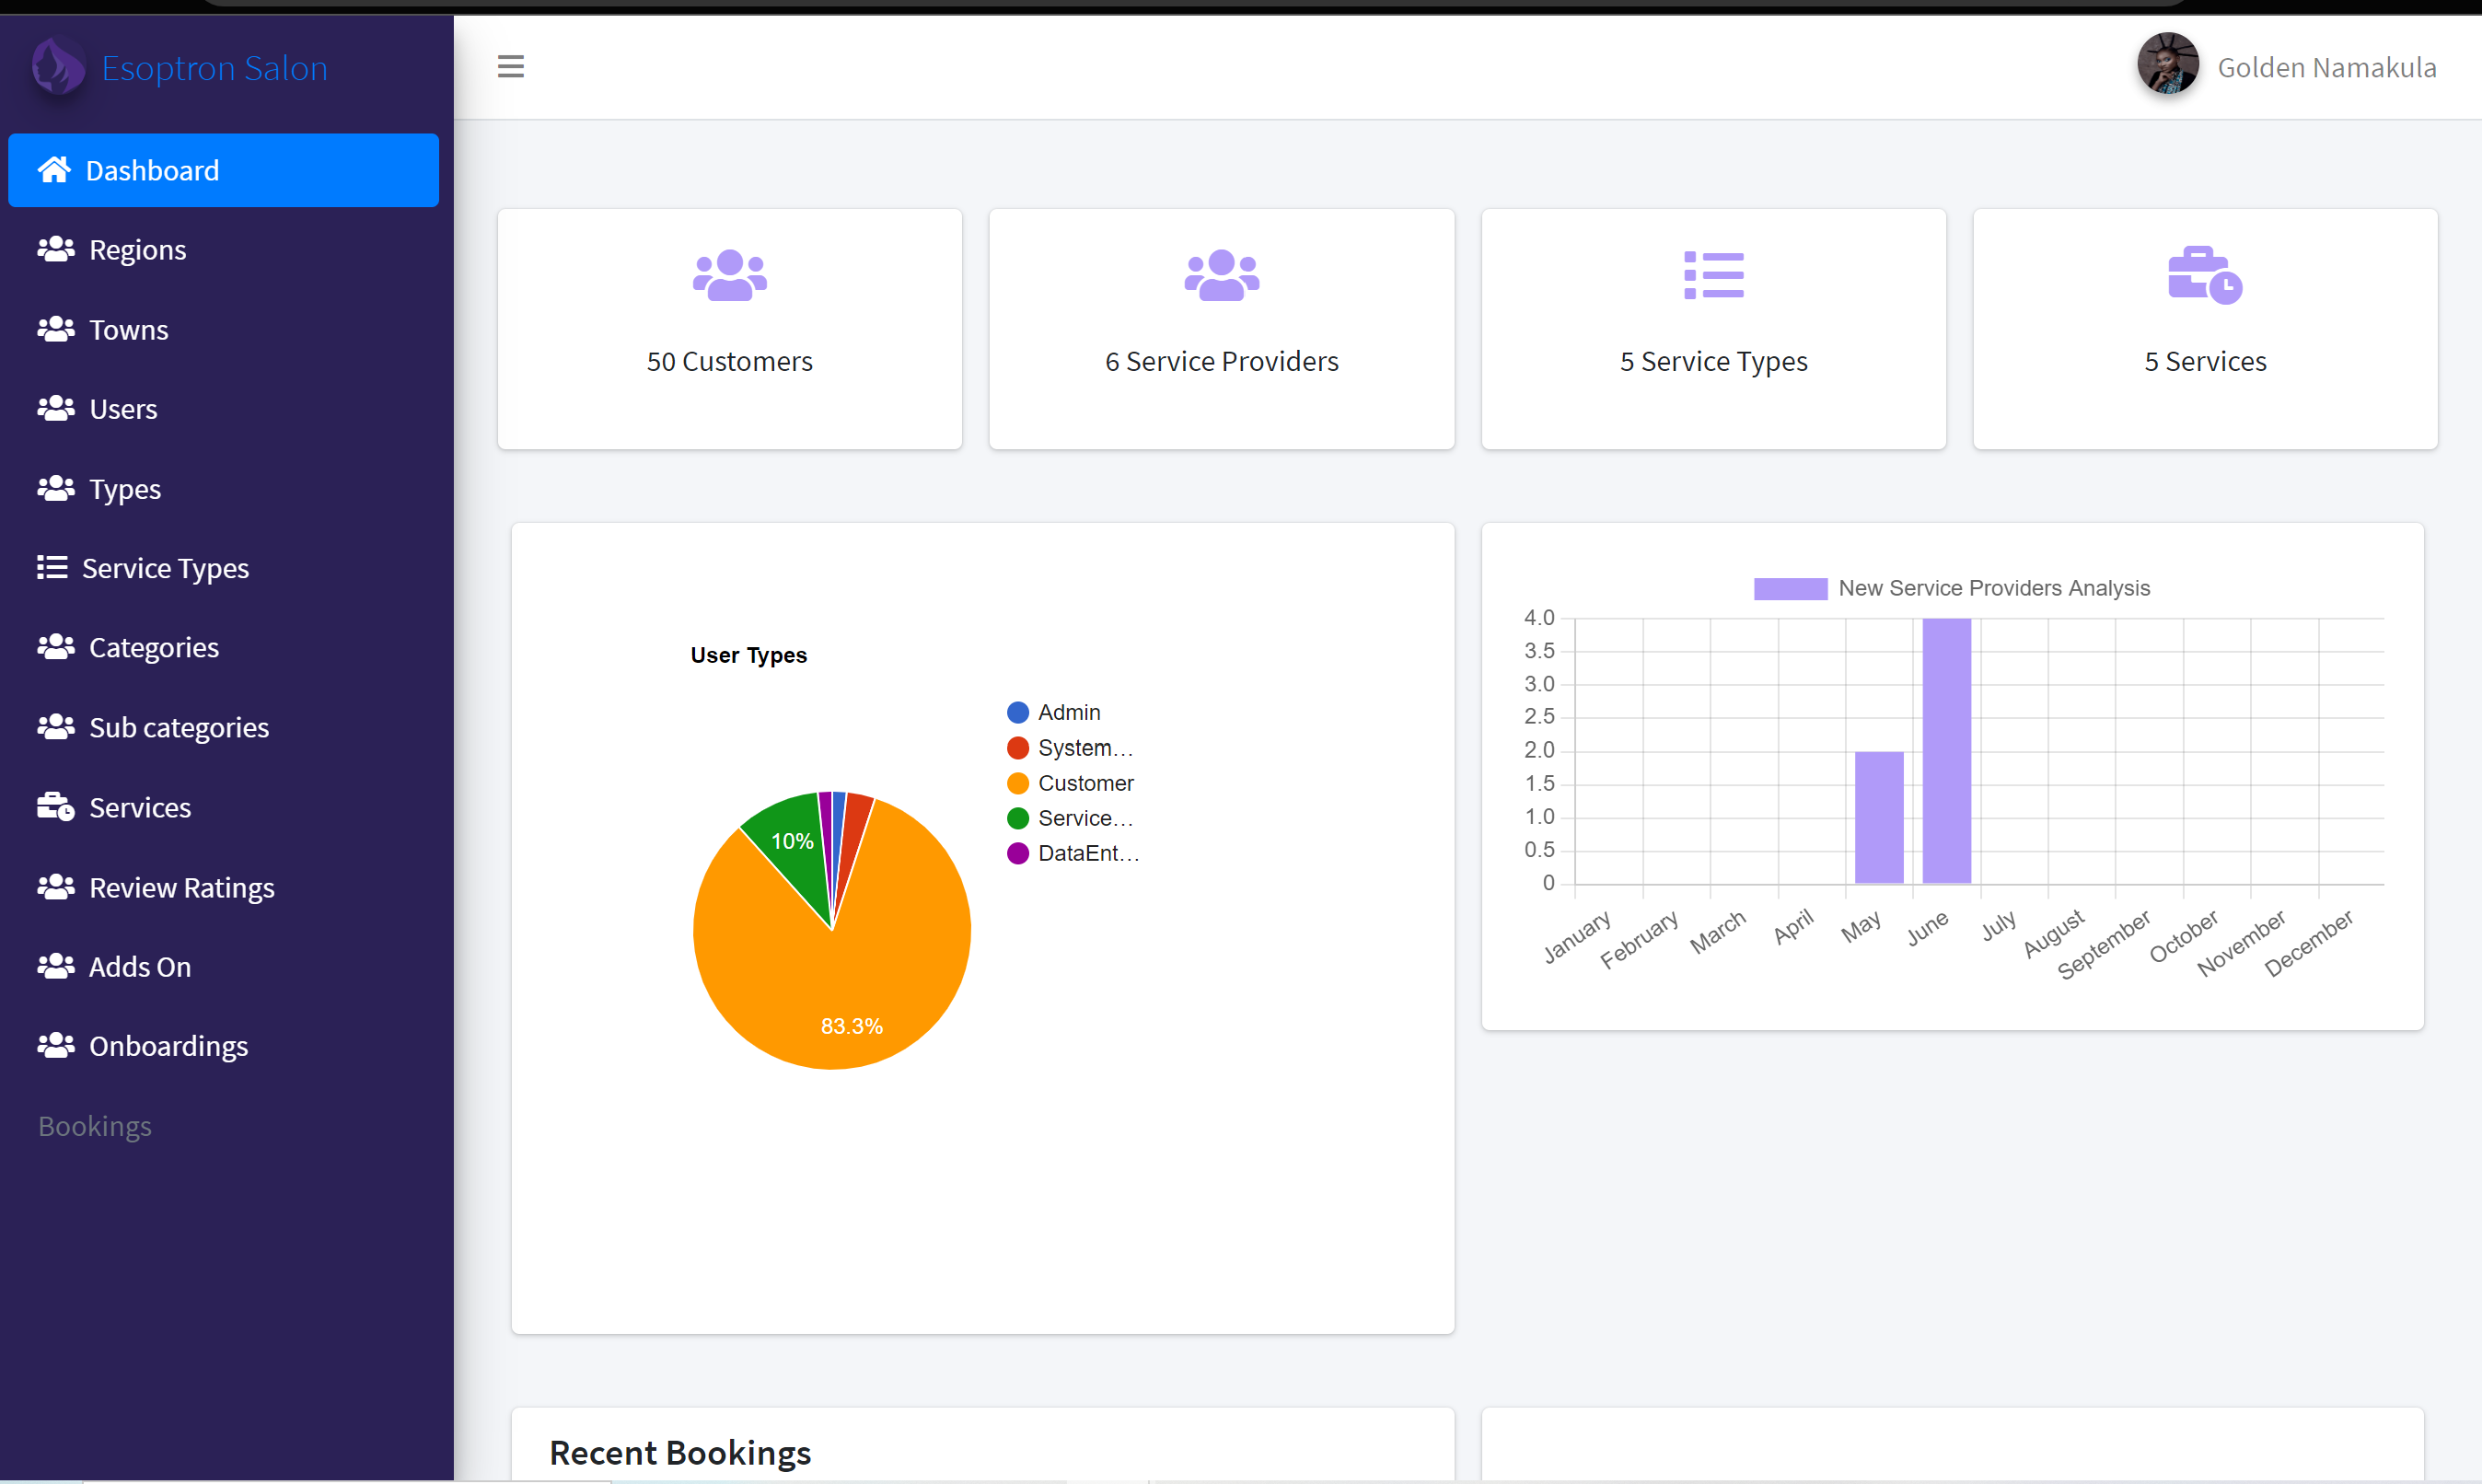 Esoptron Salon
Golden Namakula
Dashboard
Regions
Towns
Users
Types
Service Types
Categories
Sub categories
Services
Review Ratings
Adds On
Onboardings
Bookings
50 Customers
6 Service Providers
5 Service Types
5 Services
User Types
Admin
System...
Customer
Service...
DataEnt...
10%
83.3%
New Service Providers Analysis
4.0
3.5
3.0
2.5
2.0
1.5
1.0
0.5
0
January
February
March
April
May
June
July
August
September
October
November
December
Recent Bookings